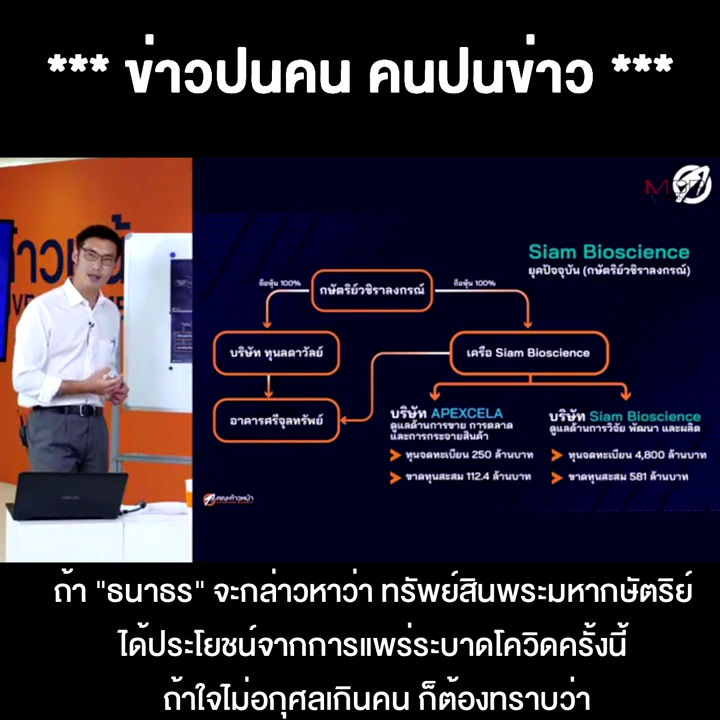 *** ข่าวปนคน คนปนข่าว ***
Siam Bioscience
ยุคปัจจุบัน (กษัตริย์วชิราลงกรณ์)
ถือหุ้น 100%
กษัตริย์วชิราลงกรณ์
ถือหุ้น 100%
บริษัท ทุนลดาวัลย์
เครือ Siam Bioscience
อาคารศรีจุลทรัพย์
บริษัท APEXCELA
ดูแลด้านการขาย การตลาด
และการกระจายสินค้า
ทุนจดทะเบียน 250 ล้านบาท
ขาดทุนสะสม 112.4 ล้านบาท
บริษัท Siam Bioscience
ดูแลด้านการวิจัย พัฒนา และผลิต
ทุนจดทะเบียน 4,800 ล้านบาท
ขาดทุนสะสม 581 ล้านบาท
คณะก้าวหน้า
ถ้า "ธนาธร" จะกล่าวหาว่า ทรัพย์สินพระมหากษัตริย์
ได้ประโยชน์จากการแพร่ระบาดโควิดครั้งนี้
ถ้าใจไม่อกุศลเกินคน ก็ต้องทราบว่า